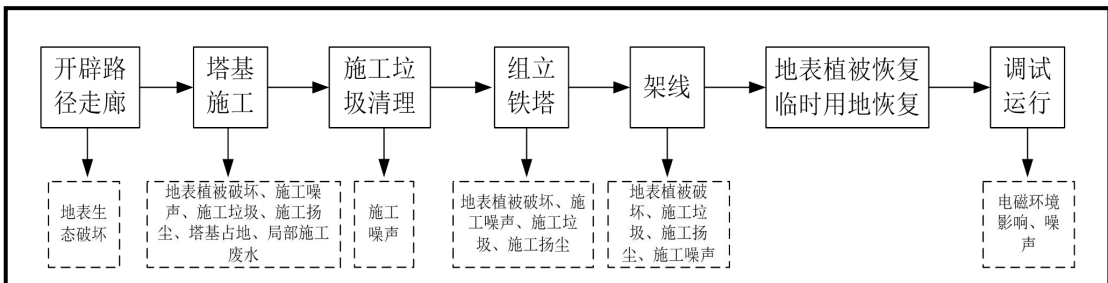 开辟路
径走廊
塔基
施工
施工垃
圾清理
组立
铁塔
架线
地表植被恢复
临时用地恢复
调试
运行
地表生
态破坏
地表植被破坏、施工噪
声、施工垃圾、施工扬
尘、塔基占地、局部施工
废水
施工
噪声
地表植被破坏、施
工噪声、施工垃
圾、施工扬尘
地表植被破
坏、施工垃
圾、施工扬
尘、施工噪声
电磁环境
影响、噪
声